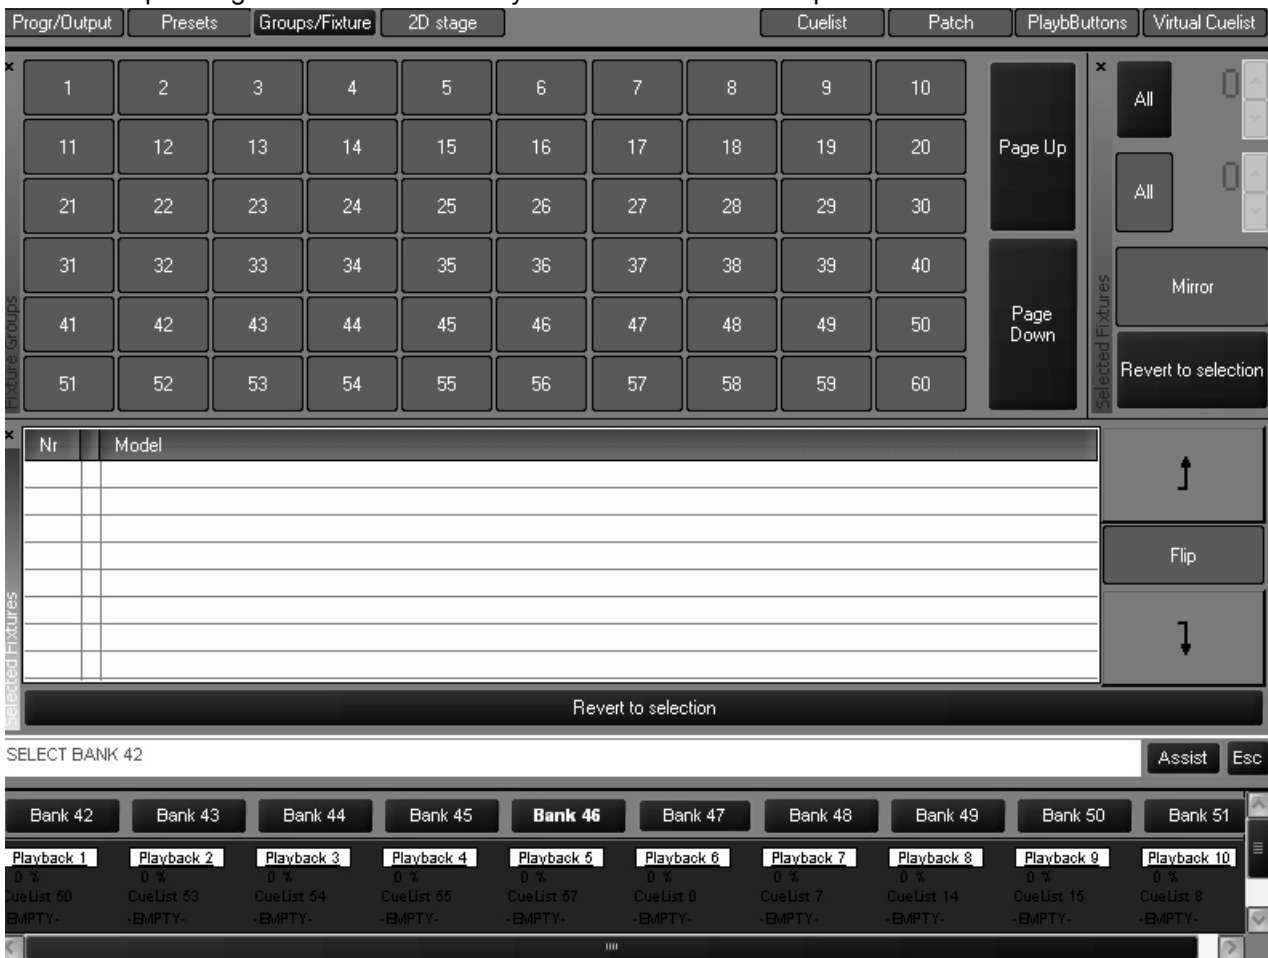 Progr/Output Presets Groups/Fixture 2D stage Cuelist Patch PlaybButtons Virtual Cuelist
1 2 3 4 5 6 7 8 9 10
11 12 13 14 15 16 17 18 19 20
21 22 23 24 25 26 27 28 29 30
31 32 33 34 35 36 37 38 39 40
41 42 43 44 45 46 47 48 49 50
51 52 53 54 55 56 57 58 59 60
Fixture Groups
Page Up
Page
Down
Selected Fixtures
All 0
All 0
Mirror
Revert to selection
Nr Model
Selected Fixtures
Flip
Revert to selection
SELECT BANK 42 Assist Esc
Bank 42 Bank 43 Bank 44 Bank 45 Bank 46 Bank 47 Bank 48 Bank 49 Bank 50 Bank 51
Playback 1 Playback 2 Playback 3 Playback 4 Playback 5 Playback 6 Playback 7 Playback 8 Playback 9 Playback 10
0 % 0 % 0 % 0 % 0 % 0 % 0 % 0 % 0 % 0 %
CueList 50 CueList 53 CueList 54 CueList 55 CueList 57 CueList 0 CueList 7 CueList 14 CueList 15 CueList 8
-EMPTY- -EMPTY- -EMPTY- -EMPTY- -EMPTY- -EMPTY- -EMPTY- -EMPTY- -EMPTY- -EMPTY-